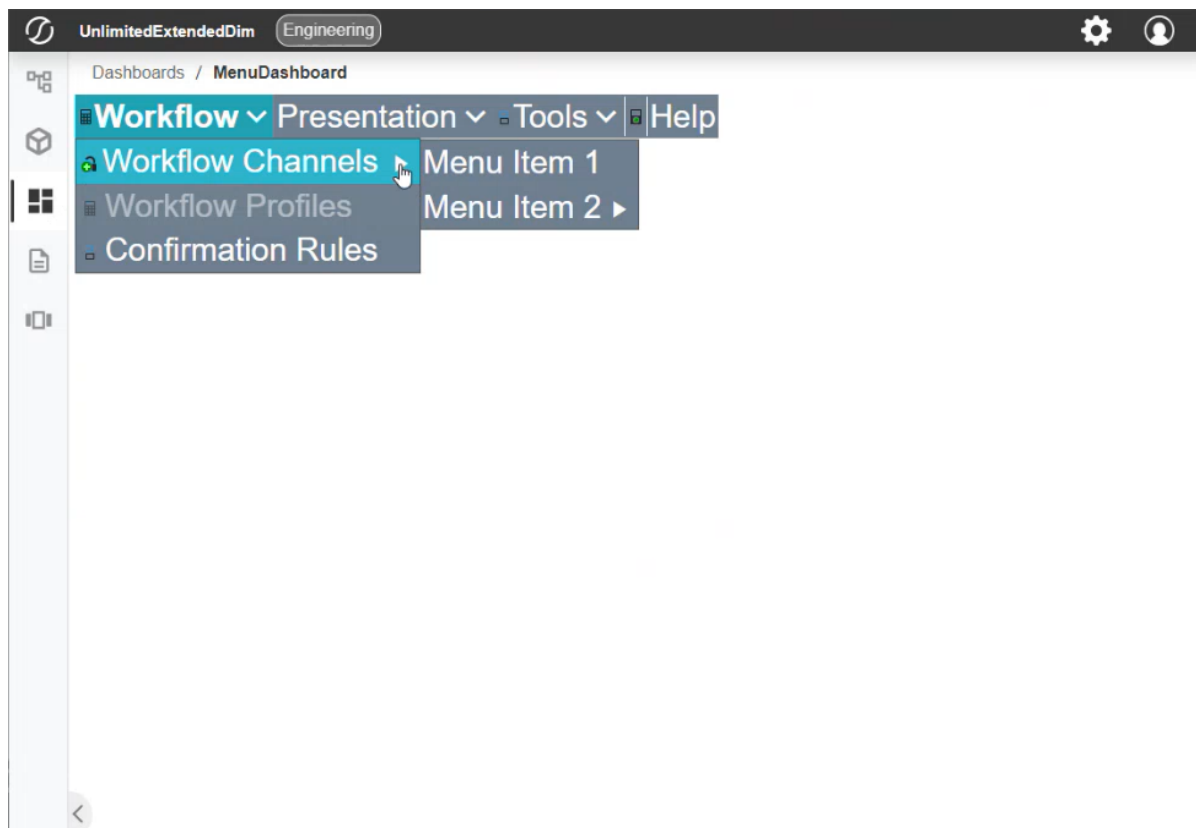 UnlimitedExtendedDim Engineering
Dashboards / MenuDashboard
Workflow Presentation Tools Help
Workflow Channels Menu Item 1
Workflow Profiles Menu Item 2
Confirmation Rules